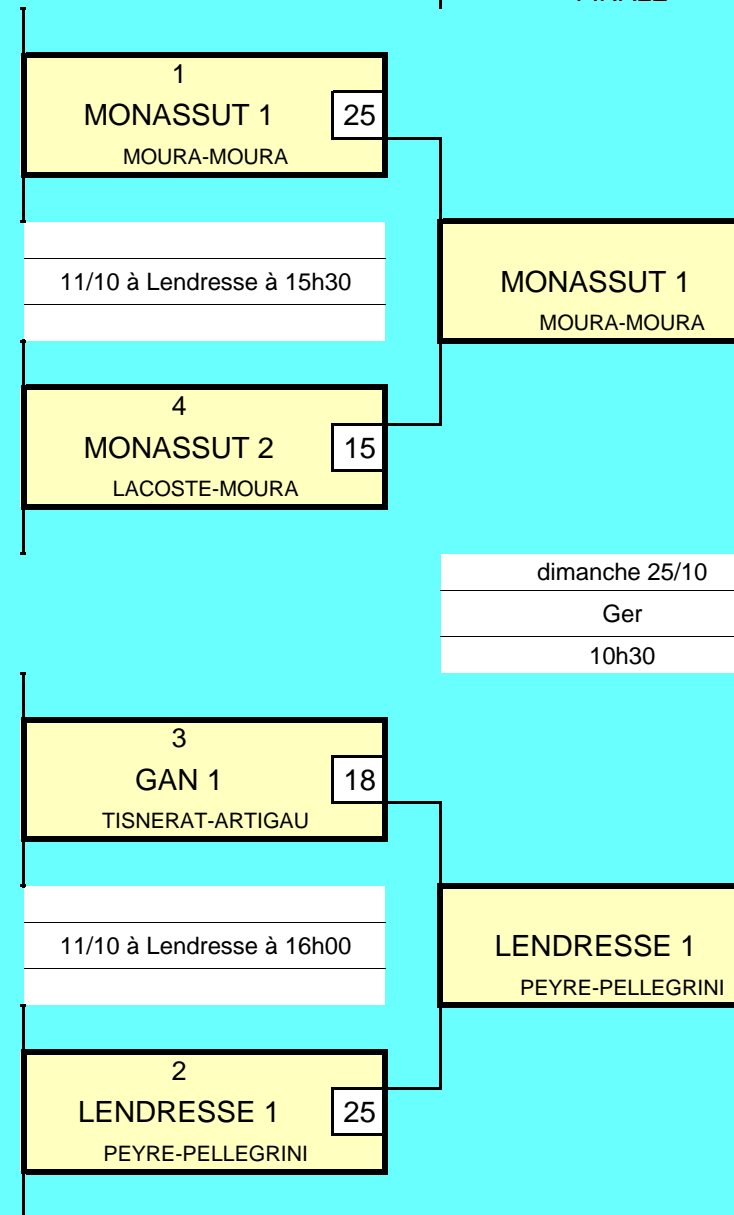 1
MONASSUT 1
25
MOURA-MOURA
11/10 à Lendresse à 15h30
MONASSUT 1
MOURA-MOURA
4
MONASSUT 2
15
LACOSTE-MOURA
dimanche 25/10
Ger
10h30
3
GAN 1
18
TISNERAT-ARTIGAU
11/10 à Lendresse à 16h00
LENDRESSE 1
PEYRE-PELLEGRINI
2
LENDRESSE 1
25
PEYRE-PELLEGRINI